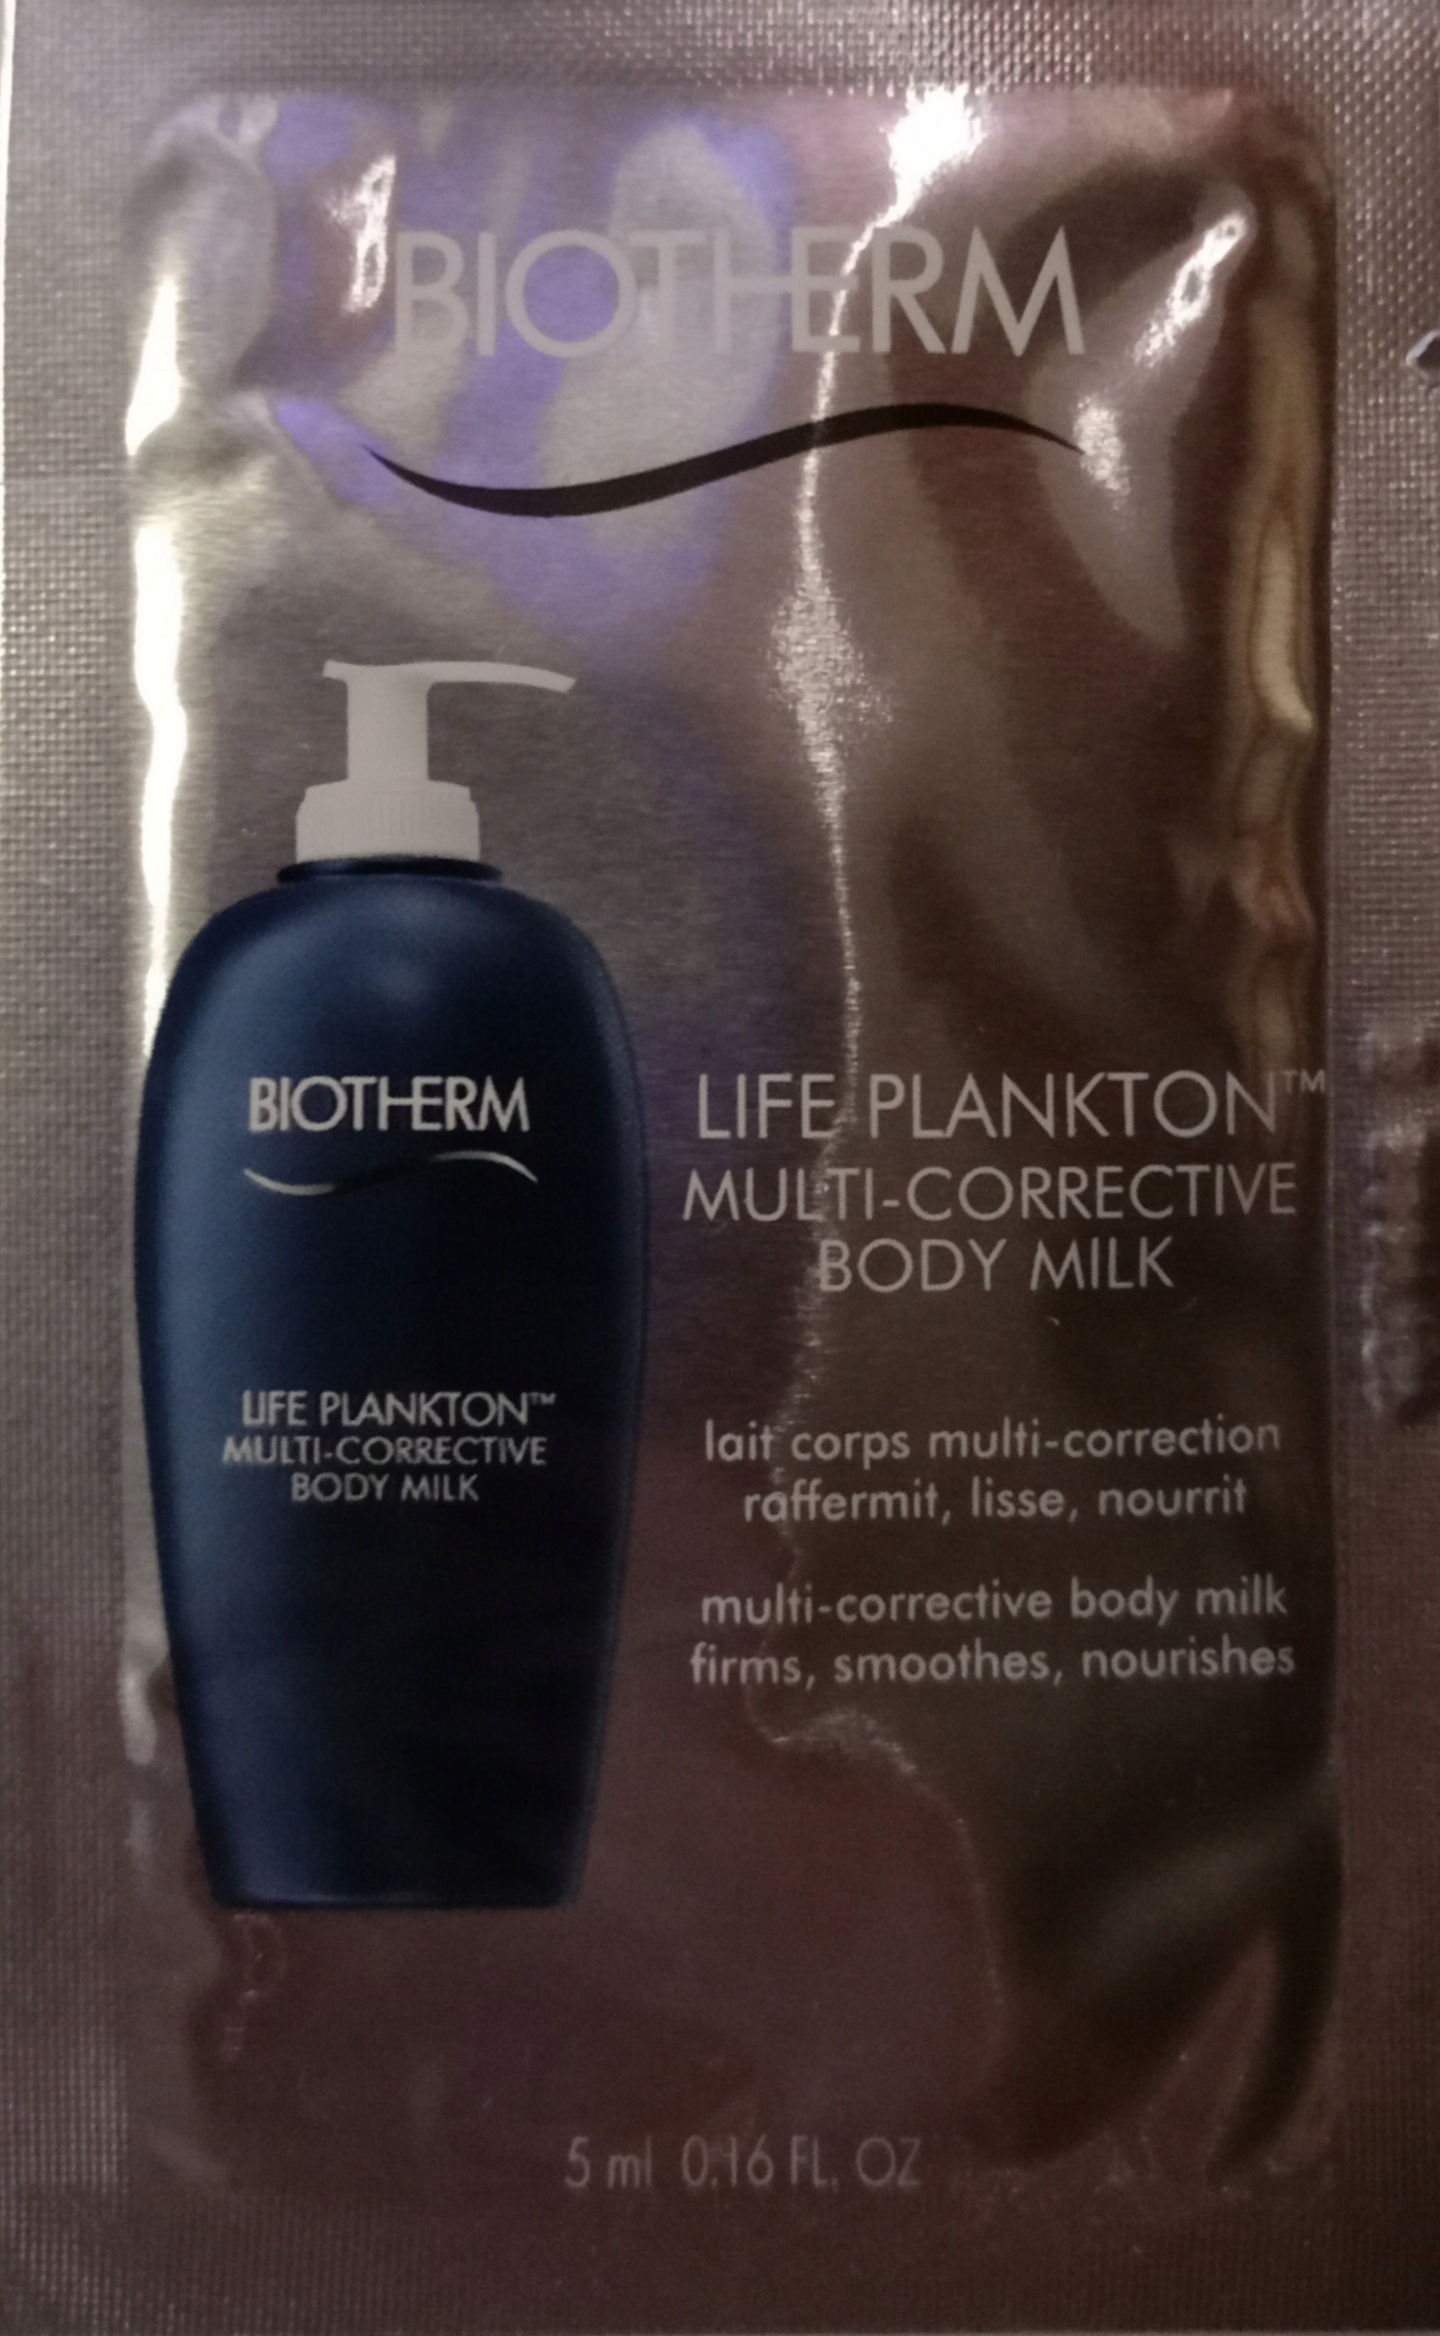 BIOTHERM
BIOTHERM
LIFE PLANKTON™
MULTI-CORRECTIVE
BODY MILK
LIFE PLANKTON™
MULTI-CORRECTIVE
BODY MILK
lait corps multi-correction
raffermit, lisse, nourrit
multi-corrective body milk
firms, smoothes, nourishes
5 ml 0.16 FL. OZ